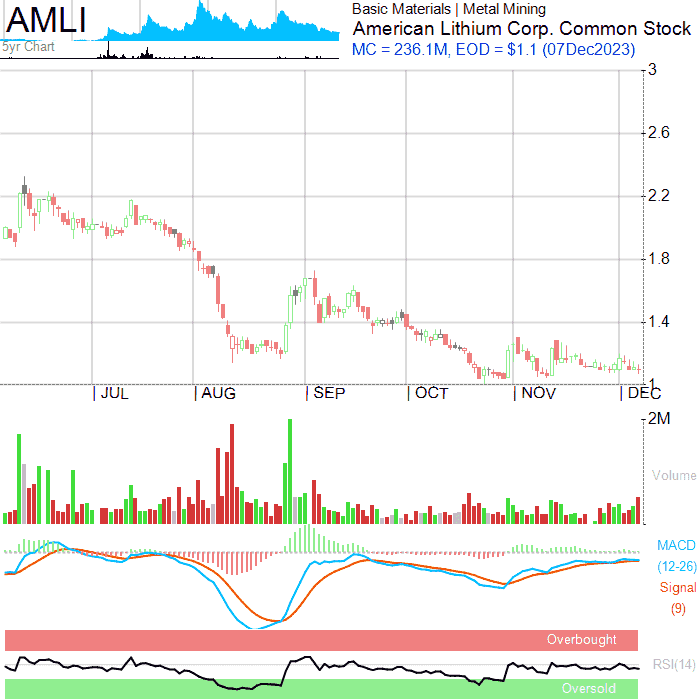 AMLI
5yr Chart
Basic Materials | Metal Mining
American Lithium Corp. Common Stock
MC = 236.1M, EOD = $1.1 (07Dec2023)
3
2.6
2.2
1.8
1.4
1
JUL AUG SEP OCT NOV DEC
2M
Volume
MACD
(12-26)
Signal
(9)
Overbought
RSI(14)
Oversold